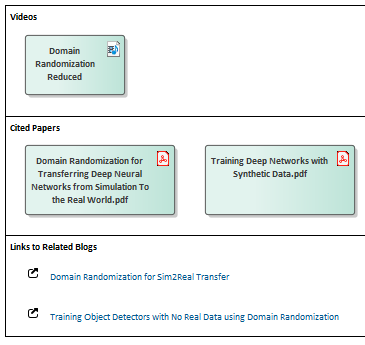 Videos
Domain
Randomization
Reduced
Cited Papers
Domain Randomization for
Transferring Deep Neural
Networks from Simulation To
the Real World.pdf
Training Deep Networks with
Synthetic Data.pdf
Links to Related Blogs
Domain Randomization for Sim2Real Transfer
Training Object Detectors with No Real Data using Domain Randomization